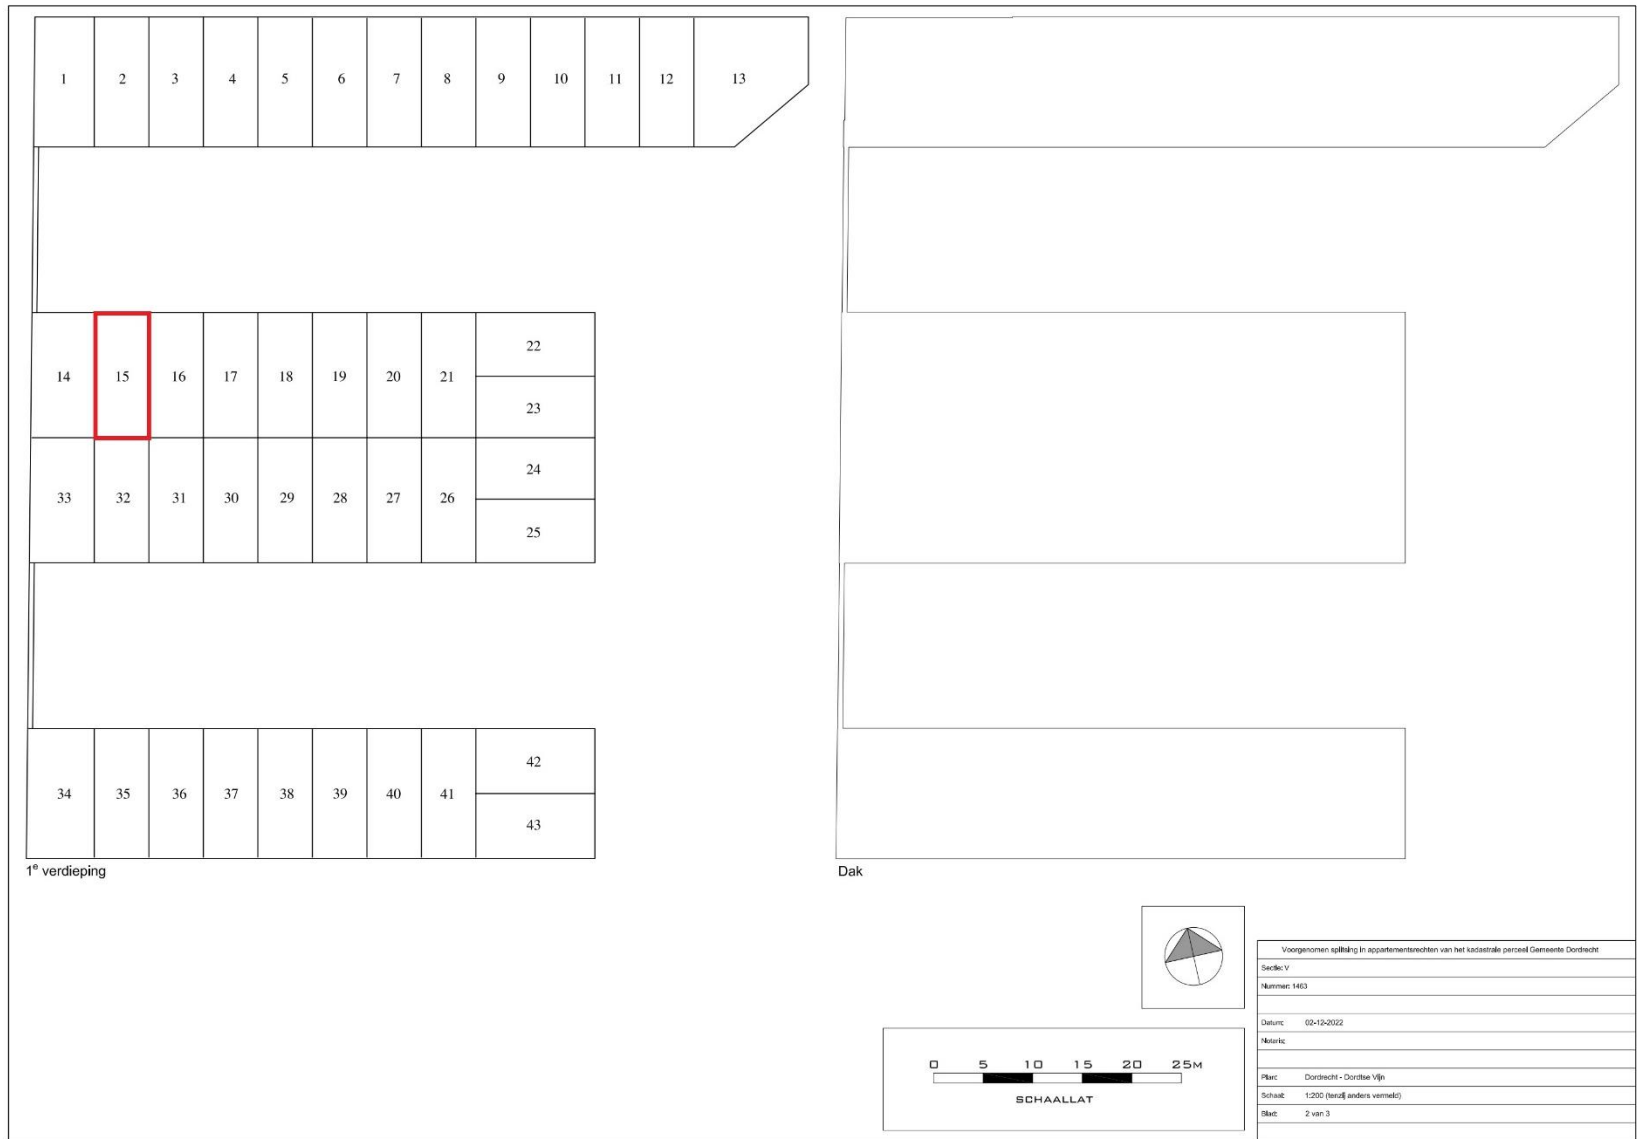 1 2 3 4 5 6 7 8 9 10 11 12 13
22
14 15 16 17 18 19 20 21
23
24
33 32 31 30 29 28 27 26
25
42
34 35 36 37 38 39 40 41
43
1e verdieping
Dak
Voorgenomen splitsing in appartementsrechten van het kadastrale perceel Gemeente Dordrecht
Sectie: V
Nummer: 1463
Datum: 02-12-2022
Notaris:
Plan: Dordrecht - Dordtse Vijn
Schaal: 1:200 (tenzij anders vermeld)
Blad: 2 van 3
0 5 10 15 20 25M
SCHAALLAT